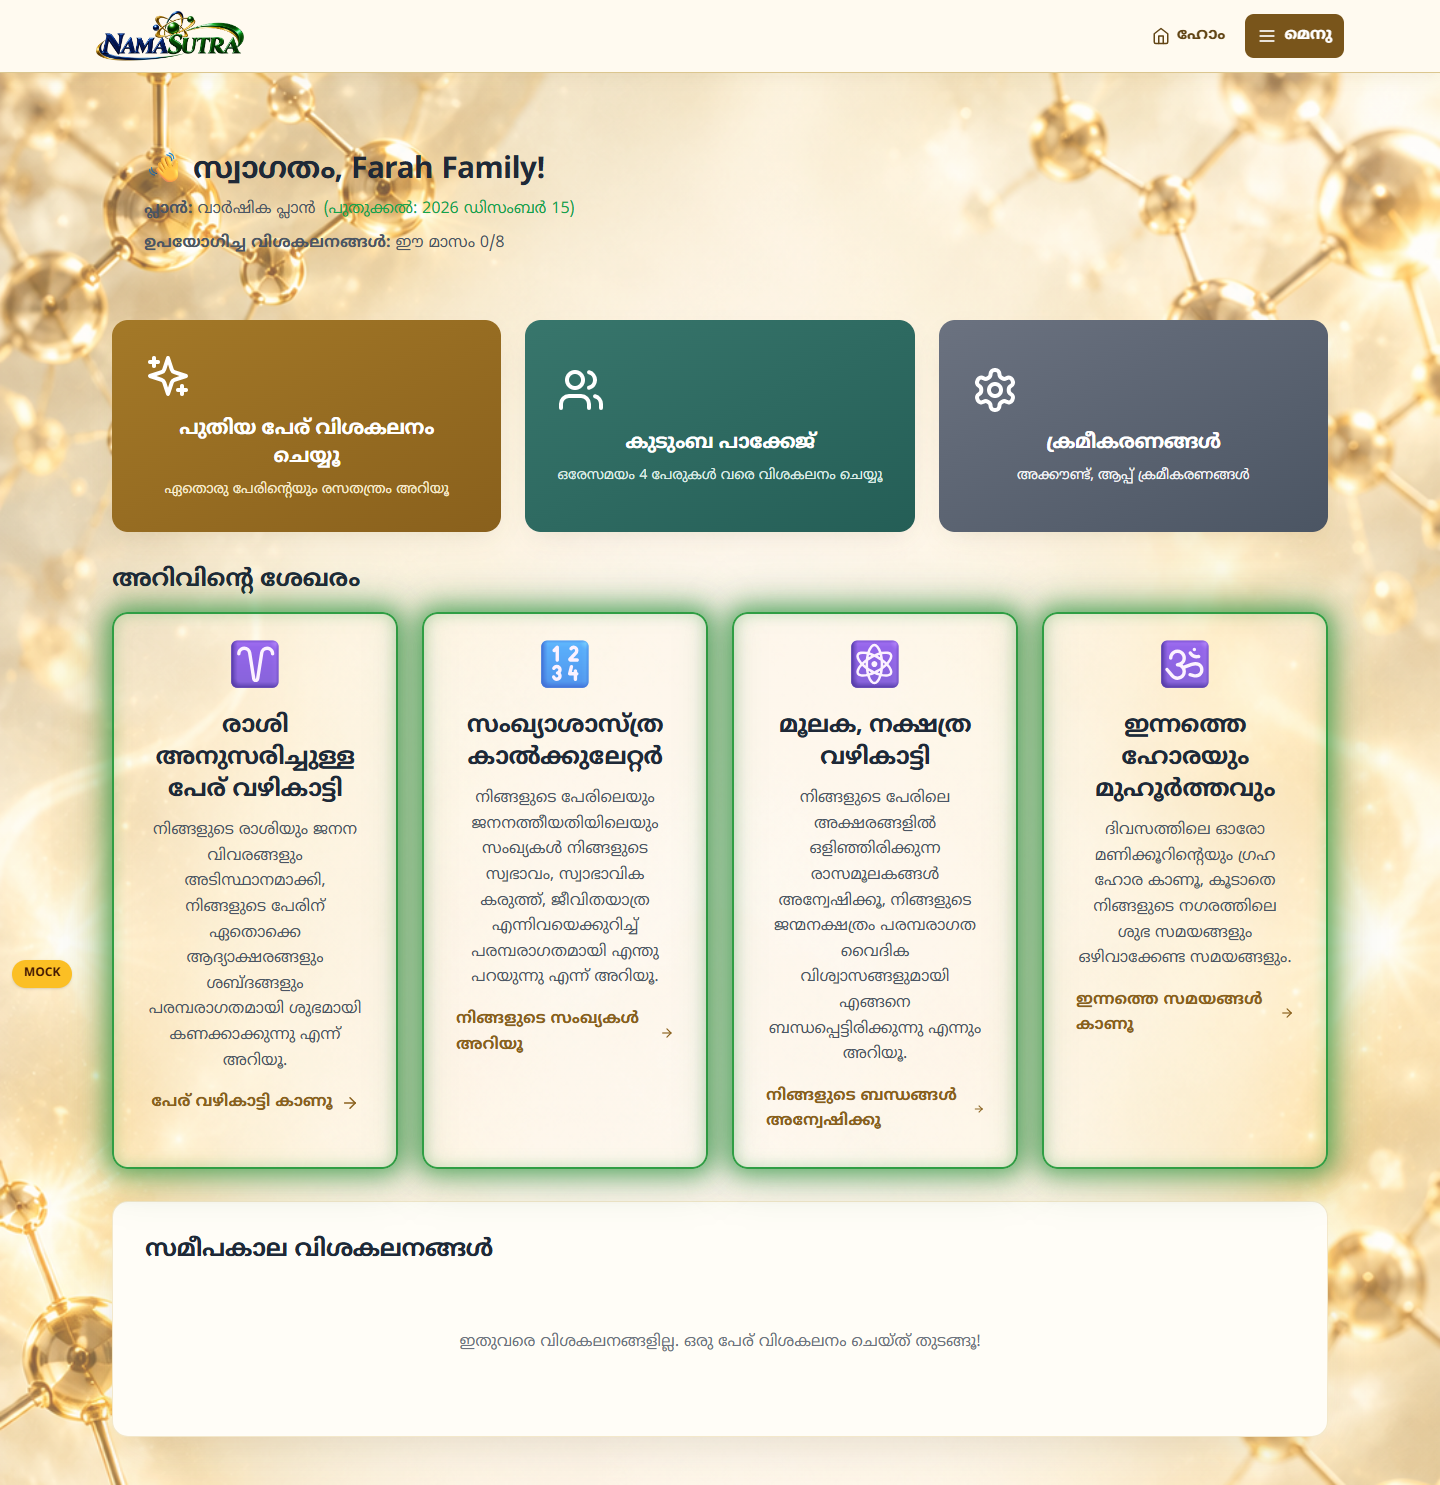 NAMASUTRA
ഹോം
മെനു
👋 സ്വാഗതം, Farah Family!
പ്ലാൻ: വാർഷിക പ്ലാൻ (പുതുക്കൽ: 2026 ഡിസംബർ 15)
ഉപയോഗിച്ച വിശകലനങ്ങൾ: ഈ മാസം 0/8
പുതിയ പേര് വിശകലനം
ചെയ്യൂ
ഏതൊരു പേരിന്റെയും രസതന്ത്രം അറിയൂ
കുടുംബ പാക്കേജ്
ഒരേസമയം 4 പേരുകൾ വരെ വിശകലനം ചെയ്യൂ
ക്രമീകരണങ്ങൾ
അക്കൗണ്ട്, ആപ്പ് ക്രമീകരണങ്ങൾ
അറിവിന്റെ ശേഖരം
രാശി
അനുസരിച്ചുള്ള
പേര് വഴികാട്ടി
നിങ്ങളുടെ രാശിയും ജനന
വിവരങ്ങളും
അടിസ്ഥാനമാക്കി,
നിങ്ങളുടെ പേരിന്
ഏതൊക്കെ
ആദ്യാക്ഷരങ്ങളും
ശബ്ദങ്ങളും
പരമ്പരാഗതമായി ശുഭമായി
കണക്കാക്കുന്നു എന്ന്
അറിയൂ.
പേര് വഴികാട്ടി കാണൂ →
സംഖ്യാശാസ്ത്ര
കാൽക്കുലേറ്റർ
നിങ്ങളുടെ പേരിലെയും
ജനനത്തീയതിയിലെയും
സംഖ്യകൾ നിങ്ങളുടെ
സ്വഭാവം, സ്വാഭാവിക
കരുത്ത്, ജീവിതയാത്ര
എന്നിവയെക്കുറിച്ച്
പരമ്പരാഗതമായി എന്തു
പറയുന്നു എന്ന് അറിയൂ.
നിങ്ങളുടെ സംഖ്യകൾ
അറിയൂ →
മൂലക, നക്ഷത്ര
വഴികാട്ടി
നിങ്ങളുടെ പേരിലെ
അക്ഷരങ്ങളിൽ
ഒളിഞ്ഞിരിക്കുന്ന
രാസമൂലകങ്ങൾ
അന്വേഷിക്കൂ, നിങ്ങളുടെ
ജന്മനക്ഷത്രം പരമ്പരാഗത
വൈദിക
വിശ്വാസങ്ങളുമായി
എങ്ങനെ
ബന്ധപ്പെട്ടിരിക്കുന്നു എന്നും
അറിയൂ.
നിങ്ങളുടെ ബന്ധങ്ങൾ
അന്വേഷിക്കൂ →
ഇന്നത്തെ
ഹോരയും
മുഹൂർത്തവും
ദിവസത്തിലെ ഓരോ
മണിക്കൂറിന്റെയും ഗ്രഹ
ഹോര കാണൂ, കൂടാതെ
നിങ്ങളുടെ നഗരത്തിലെ
ശുഭ സമയങ്ങളും
ഒഴിവാക്കേണ്ട സമയങ്ങളും.
ഇന്നത്തെ സമയങ്ങൾ
കാണൂ →
MOCK
സമീപകാല വിശകലനങ്ങൾ
ഇതുവരെ വിശകലനങ്ങളില്ല. ഒരു പേര് വിശകലനം ചെയ്ത് തുടങ്ങൂ!